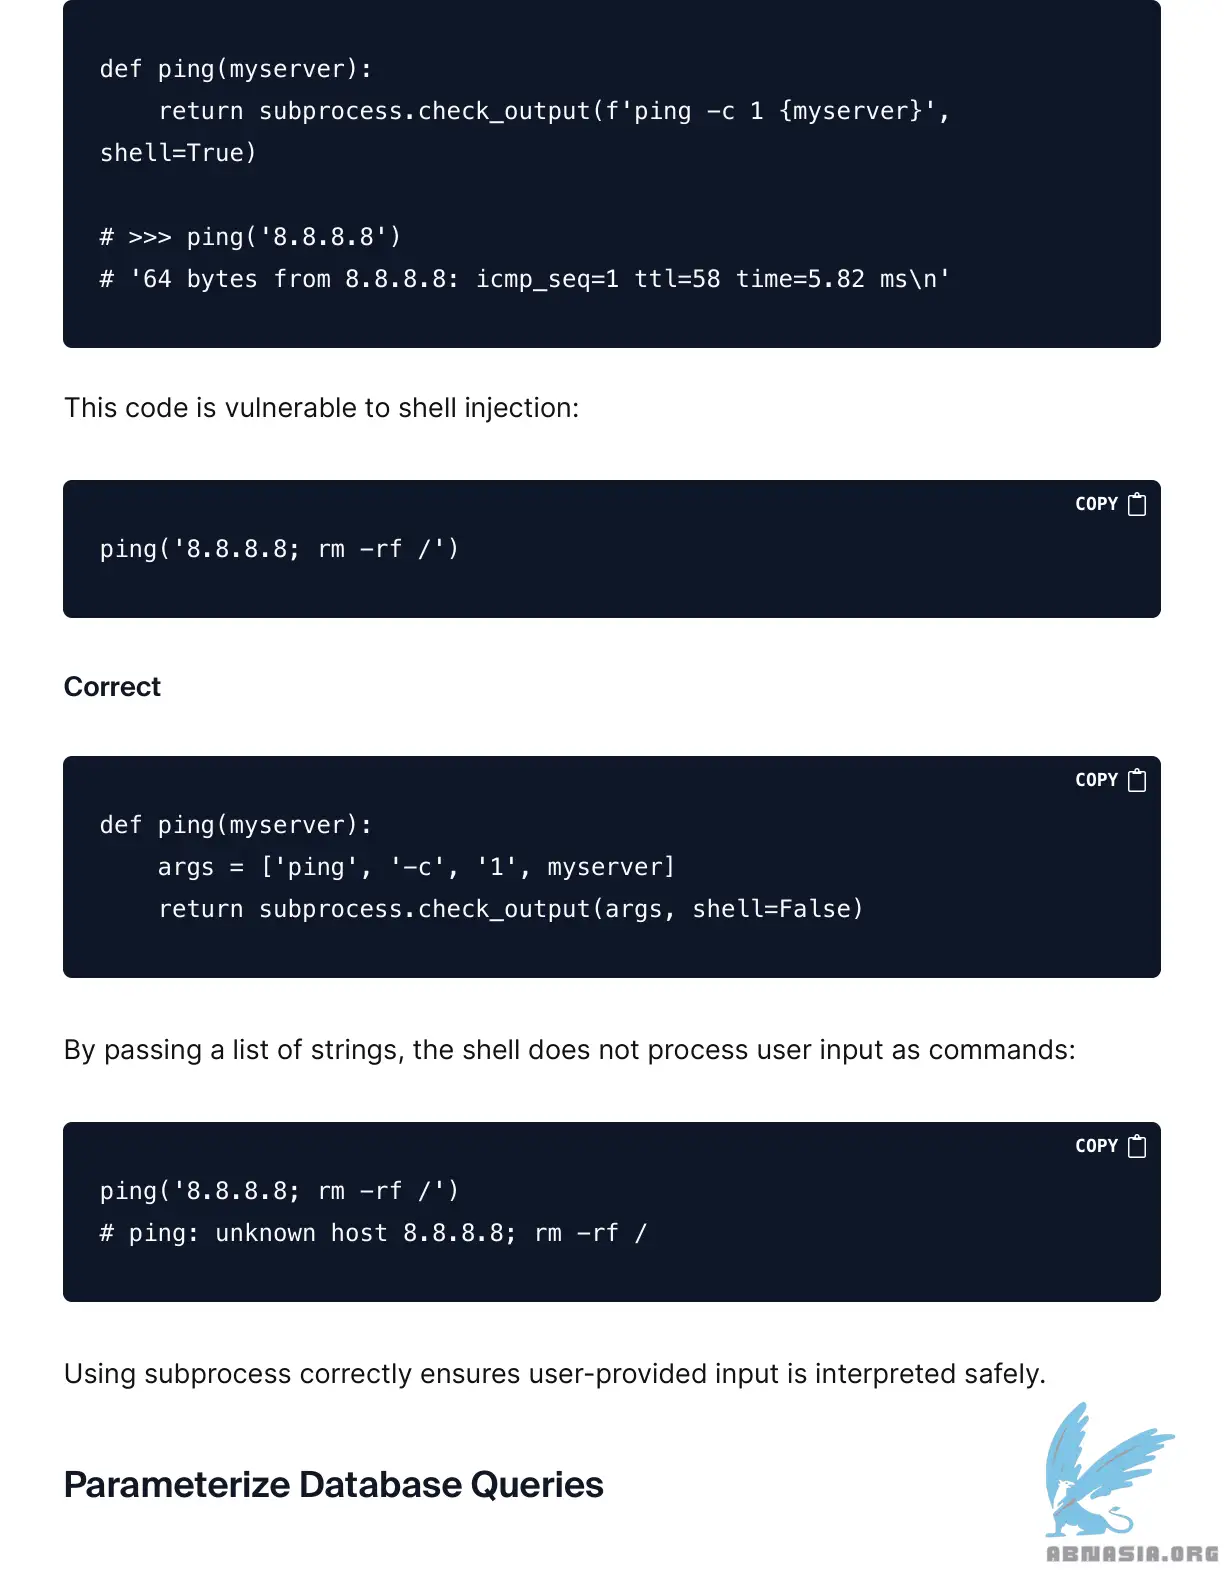 def ping(myserver):
    return subprocess.check_output(f'ping -c 1 {myserver}',
shell=True)

# >>> ping('8.8.8.8')
# '64 bytes from 8.8.8.8: icmp_seq=1 ttl=58 time=5.82 ms\n'

This code is vulnerable to shell injection:

COPY
ping('8.8.8.8; rm -rf /')

Correct

COPY
def ping(myserver):
    args = ['ping', '-c', '1', myserver]
    return subprocess.check_output(args, shell=False)

By passing a list of strings, the shell does not process user input as commands:

COPY
ping('8.8.8.8; rm -rf /')
# ping: unknown host 8.8.8.8; rm -rf /

Using subprocess correctly ensures user-provided input is interpreted safely.

Parameterize Database Queries
ABNASIA.ORG